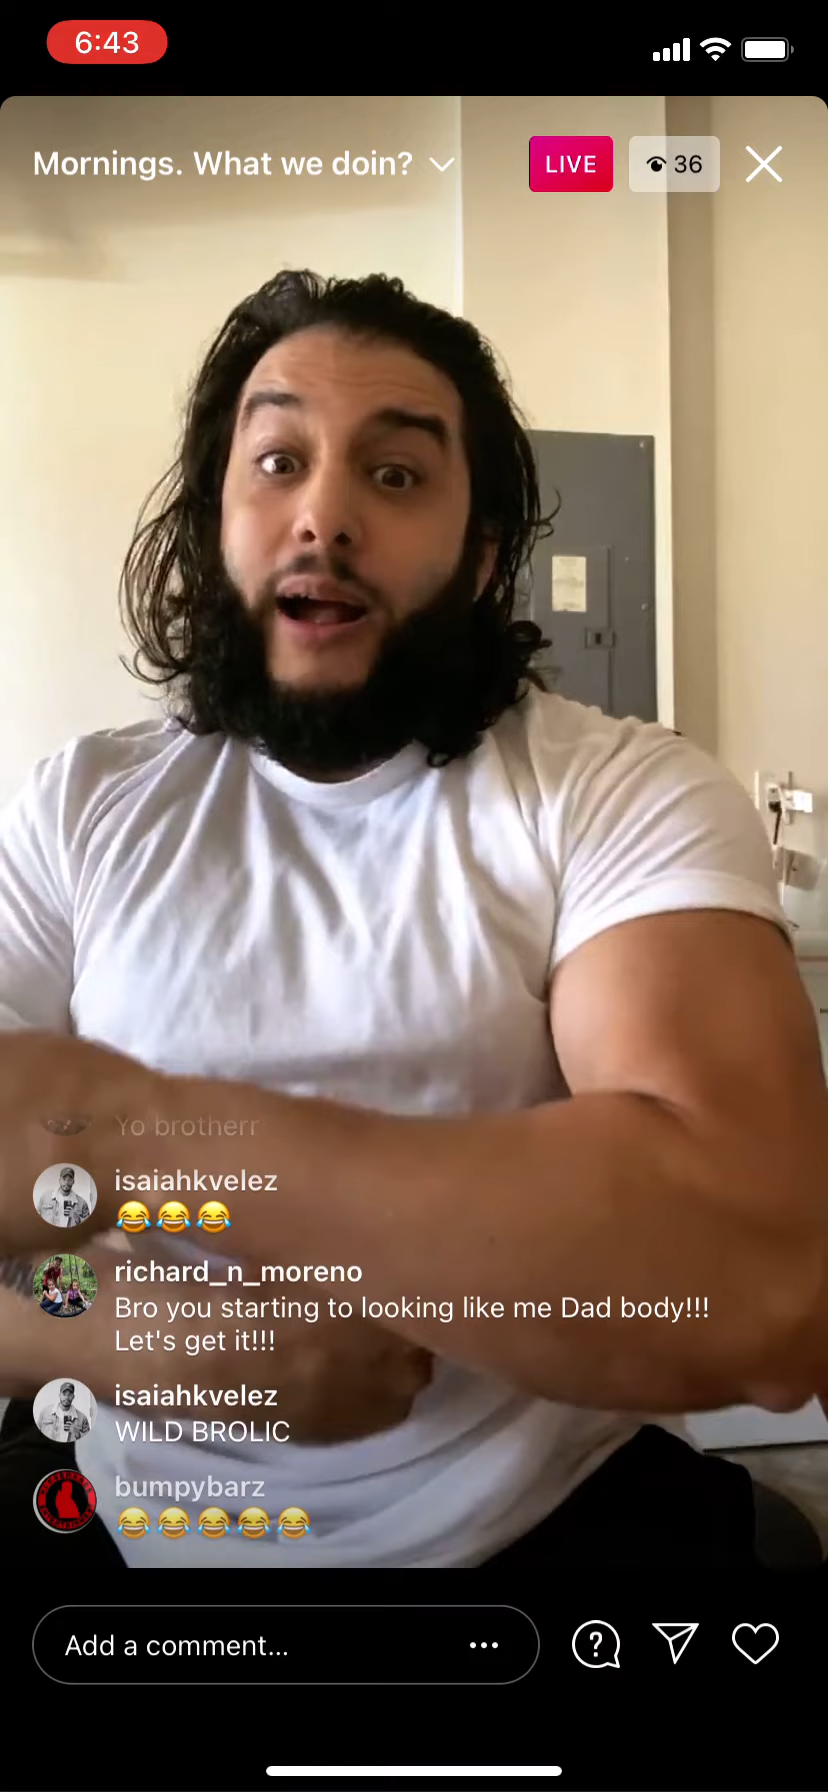 6:43
Mornings. What we doin?
LIVE
36
Yo brotherr
isaiahkvelez
😂😂😂
richard_n_moreno
Bro you starting to looking like me Dad body!!!
Let's get it!!!
isaiahkvelez
WILD BROLIC
bumpybarz
😂😂😂😂😂
Add a comment...